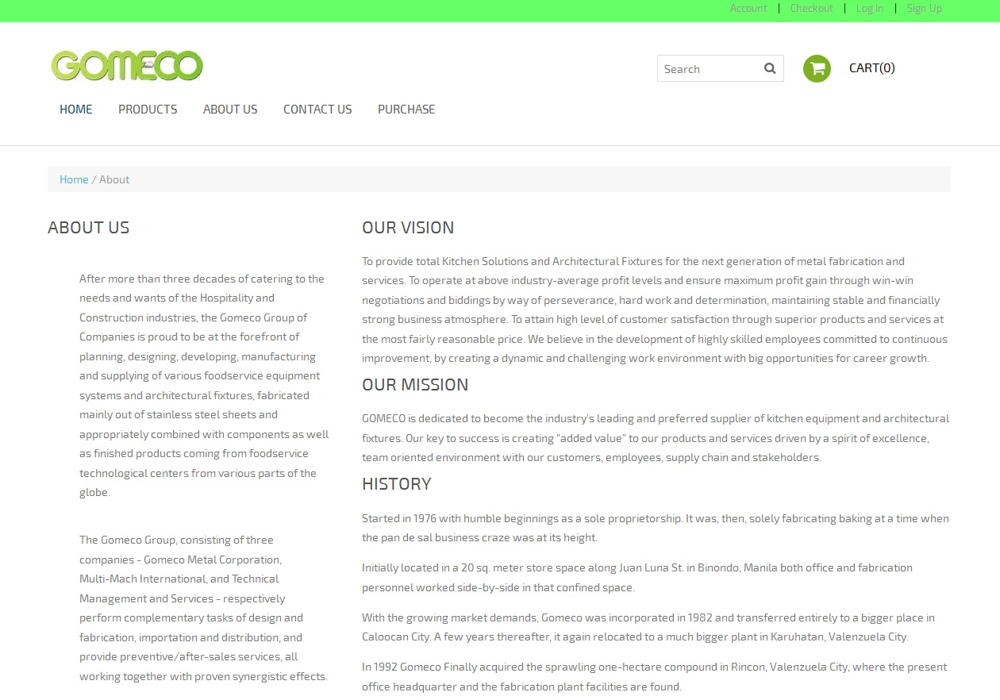 Account | Checkout | Log In | Sign Up
GOMECO
Search
CART(0)
HOME PRODUCTS ABOUT US CONTACT US PURCHASE
Home / About
ABOUT US
After more than three decades of catering to the
needs and wants of the Hospitality and
Construction industries, the Gomeco Group of
Companies is proud to be at the forefront of
planning, designing, developing, manufacturing
and supplying of various foodservice equipment
systems and architectural fixtures, fabricated
mainly out of stainless steel sheets and
appropriately combined with components as well
as finished products coming from foodservice
technological centers from various parts of the
globe.
The Gomeco Group, consisting of three
companies - Gomeco Metal Corporation,
Multi-Mach International, and Technical
Management and Services - respectively
perform complementary tasks of design and
fabrication, importation and distribution, and
provide preventive/after-sales services, all
working together with proven synergistic effects.
OUR VISION
To provide total Kitchen Solutions and Architectural Fixtures for the next generation of metal fabrication and
services. To operate at above industry-average profit levels and ensure maximum profit gain through win-win
negotiations and biddings by way of perseverance, hard work and determination, maintaining stable and financially
strong business atmosphere. To attain high level of customer satisfaction through superior products and services at
the most fairly reasonable price. We believe in the development of highly skilled employees committed to continuous
improvement, by creating a dynamic and challenging work environment with big opportunities for career growth.
OUR MISSION
GOMECO is dedicated to become the industry's leading and preferred supplier of kitchen equipment and architectural
fixtures. Our key to success is creating "added value" to our products and services driven by a spirit of excellence,
team oriented environment with our customers, employees, supply chain and stakeholders.
HISTORY
Started in 1976 with humble beginnings as a sole proprietorship. It was, then, solely fabricating baking at a time when
the pan de sal business craze was at its height.
Initially located in a 20 sq. meter store space along Juan Luna St. in Binondo, Manila both office and fabrication
personnel worked side-by-side in that confined space.
With the growing market demands, Gomeco was incorporated in 1982 and transferred entirely to a bigger place in
Caloocan City. A few years thereafter, it again relocated to a much bigger plant in Karuhatan, Valenzuela City.
In 1992 Gomeco Finally acquired the sprawling one-hectare compound in Rincon, Valenzuela City, where the present
office headquarter and the fabrication plant facilities are found.